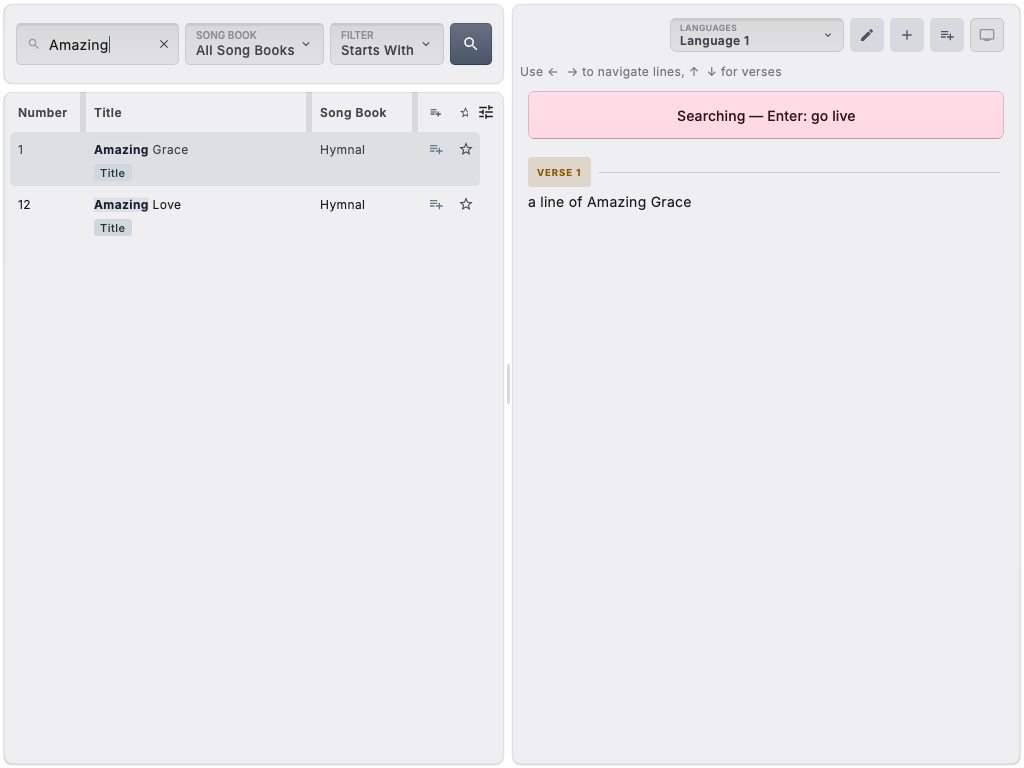 Amazing
SONG BOOK
All Song Books
FILTER
Starts With
Number Title Song Book
1 Amazing Grace Hymnal
Title
12 Amazing Love Hymnal
Title
LANGUAGES
Language 1
Use ← → to navigate lines, ↑ ↓ for verses
Searching — Enter: go live
VERSE 1
a line of Amazing Grace